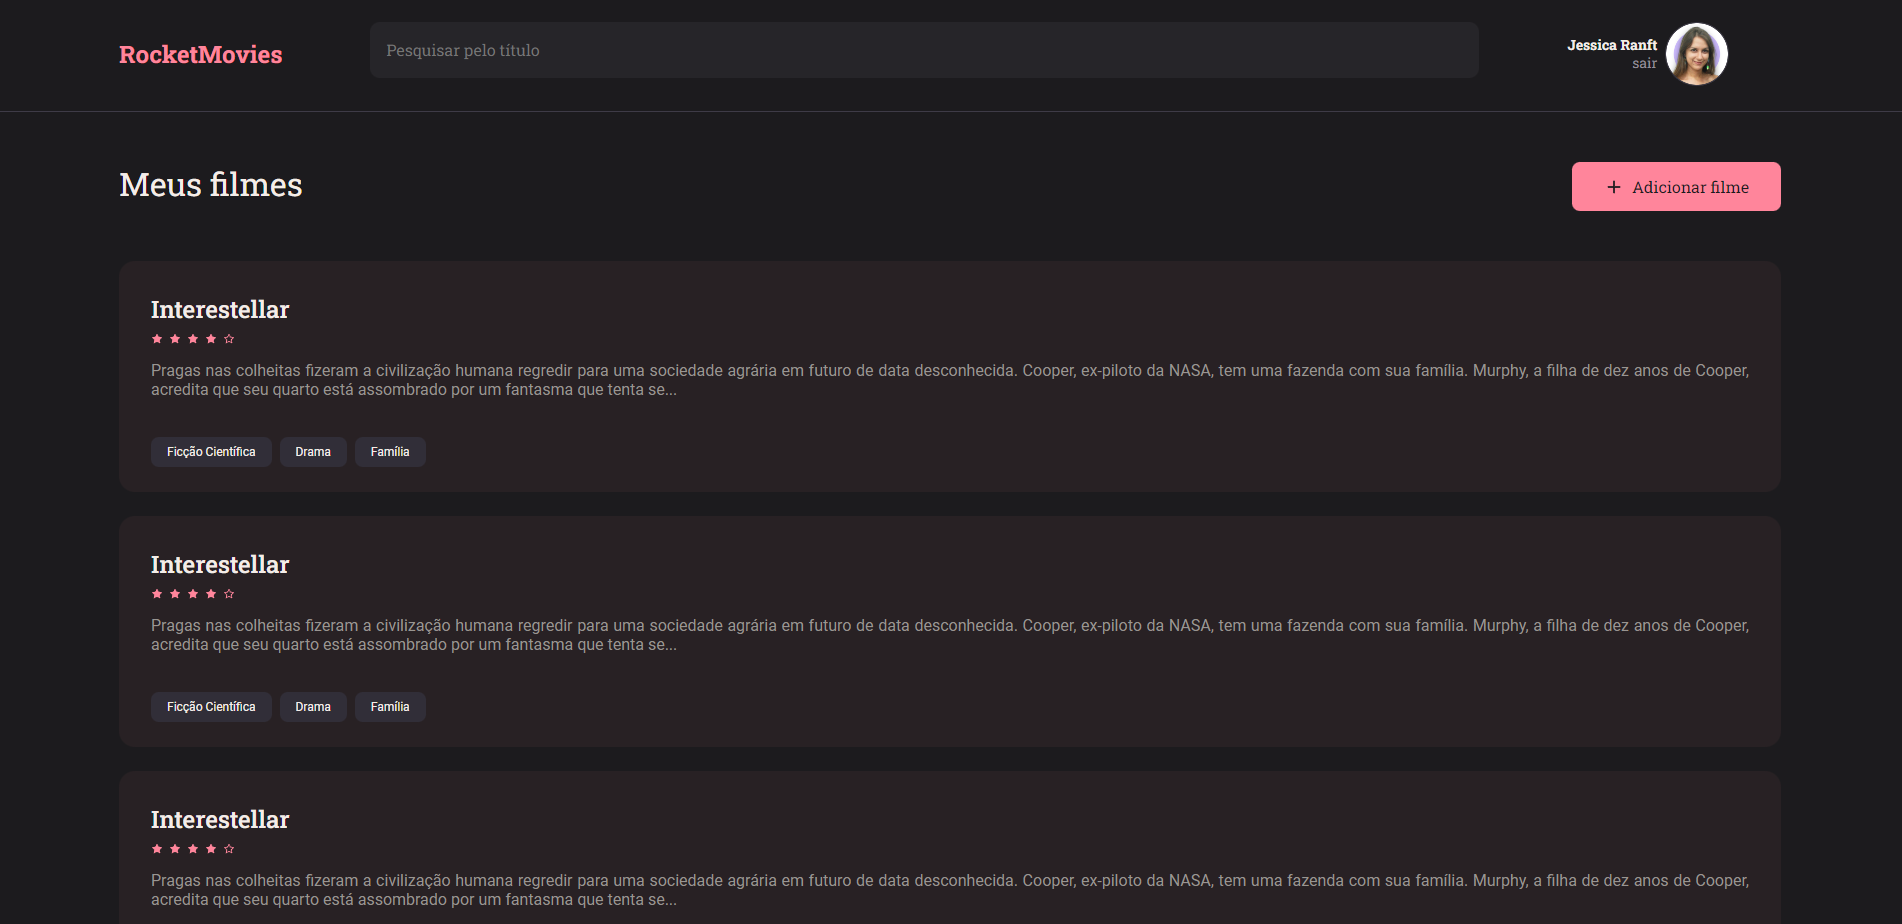 RocketMovies
Pesquisar pelo título
Jessica Ranft
sair
Meus filmes
+ Adicionar filme
Interestellar
Pragas nas colheitas fizeram a civilização humana regredir para uma sociedade agrária em futuro de data desconhecida. Cooper, ex-piloto da NASA, tem uma fazenda com sua família. Murphy, a filha de dez anos de Cooper,
acredita que seu quarto está assombrado por um fantasma que tenta se...
Ficção Científica Drama Família
Interestellar
Pragas nas colheitas fizeram a civilização humana regredir para uma sociedade agrária em futuro de data desconhecida. Cooper, ex-piloto da NASA, tem uma fazenda com sua família. Murphy, a filha de dez anos de Cooper,
acredita que seu quarto está assombrado por um fantasma que tenta se...
Ficção Científica Drama Família
Interestellar
Pragas nas colheitas fizeram a civilização humana regredir para uma sociedade agrária em futuro de data desconhecida. Cooper, ex-piloto da NASA, tem uma fazenda com sua família. Murphy, a filha de dez anos de Cooper,
acredita que seu quarto está assombrado por um fantasma que tenta se...